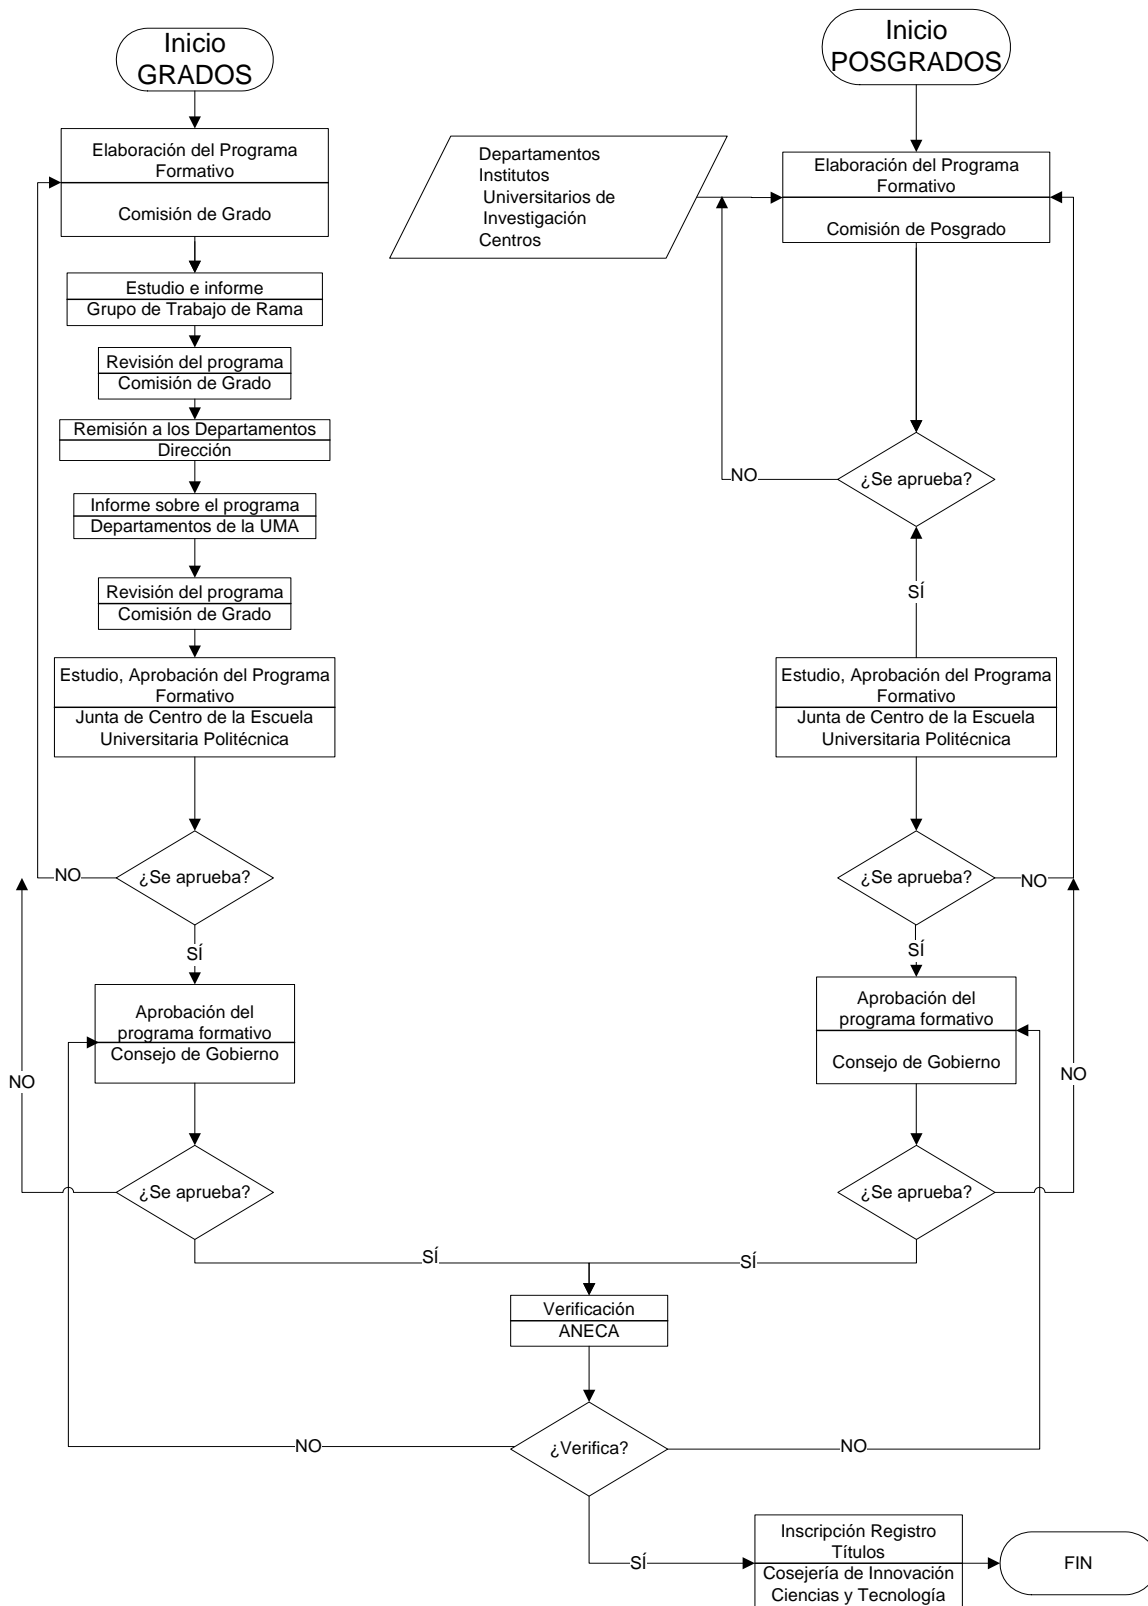 Inicio
GRADOS
Elaboración del Programa
Formativo
Comisión de Grado
Estudio e informe
Grupo de Trabajo de Rama
Revisión del programa
Comisión de Grado
Remisión a los Departamentos
Dirección
Informe sobre el programa
Departamentos de la UMA
Revisión del programa
Comisión de Grado
Estudio, Aprobación del Programa
Formativo
Junta de Centro de la Escuela
Universitaria Politécnica
¿Se aprueba?
NO
SÍ
Aprobación del
programa formativo
Consejo de Gobierno
NO
¿Se aprueba?
SÍ
Inicio
POSGRADOS
Departamentos
Institutos
Universitarios de
Investigación
Centros
Elaboración del Programa
Formativo
Comisión de Posgrado
NO
¿Se aprueba?
SÍ
Estudio, Aprobación del Programa
Formativo
Junta de Centro de la Escuela
Universitaria Politécnica
¿Se aprueba?
NO
SÍ
Aprobación del
programa formativo
Consejo de Gobierno
NO
¿Se aprueba?
SÍ
Verificación
ANECA
NO
¿Verifica?
NO
SÍ
Inscripción Registro
Títulos
Cosejería de Innovación
Ciencias y Tecnología
FIN